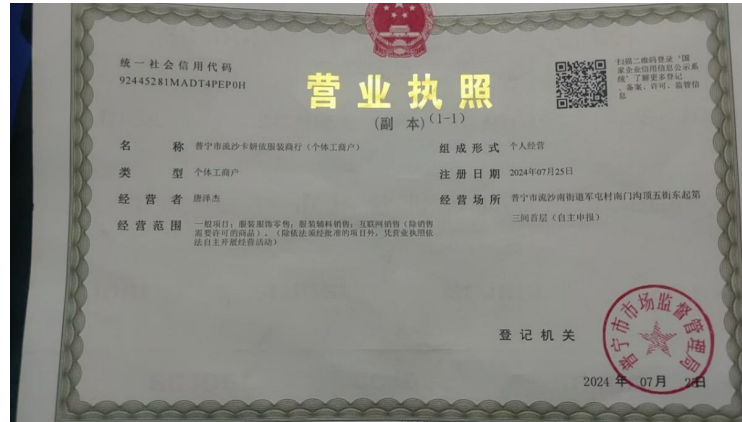 统一社会信用代码
92445281MADT4PEP0H
营业执照
(副 本)(1-1)
扫描二维码登录“国
家企业信用信息公示系
统”了解更多登记
、备案、许可、监管信
息
名 称 普宁市流沙卡妍依服装商行（个体工商户）
组成形式 个人经营
类 型 个体工商户
注册日期 2024年07月25日
经 营 者 唐泽杰
经营场所 普宁市流沙南街道军屯村南门沟顶五街东起第
三间首层（自主申报）
经营范围 一般项目：服装服饰零售；服装辅料销售；互联网销售（除销售
需要许可的商品）。（除依法须经批准的项目外，凭营业执照依
法自主开展经营活动）
登记机关
普宁市市场监督管理局
2024 年 07月 日